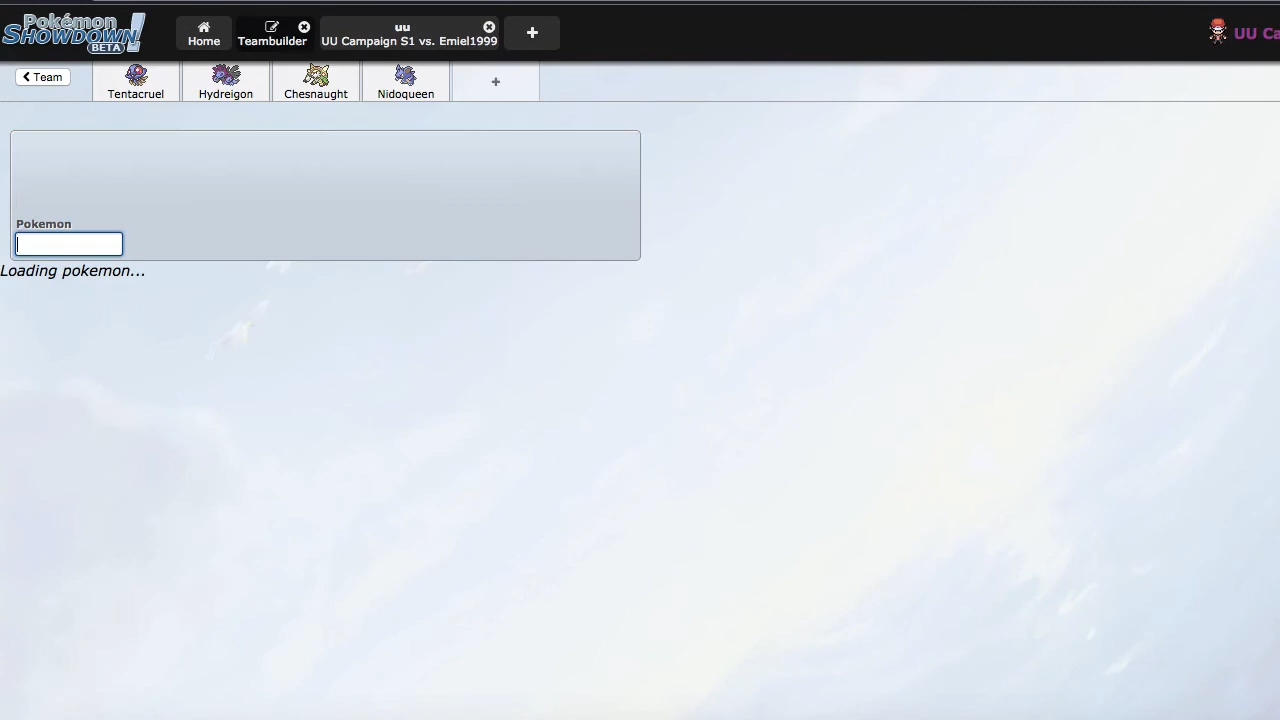 Pokémon
SHOWDOWN!
BETA
Home
Teambuilder
uu
UU Campaign S1 vs. Emiel1999
UU Ca
Team
Tentacruel
Hydreigon
Chesnaught
Nidoqueen
Pokemon
Loading pokemon...